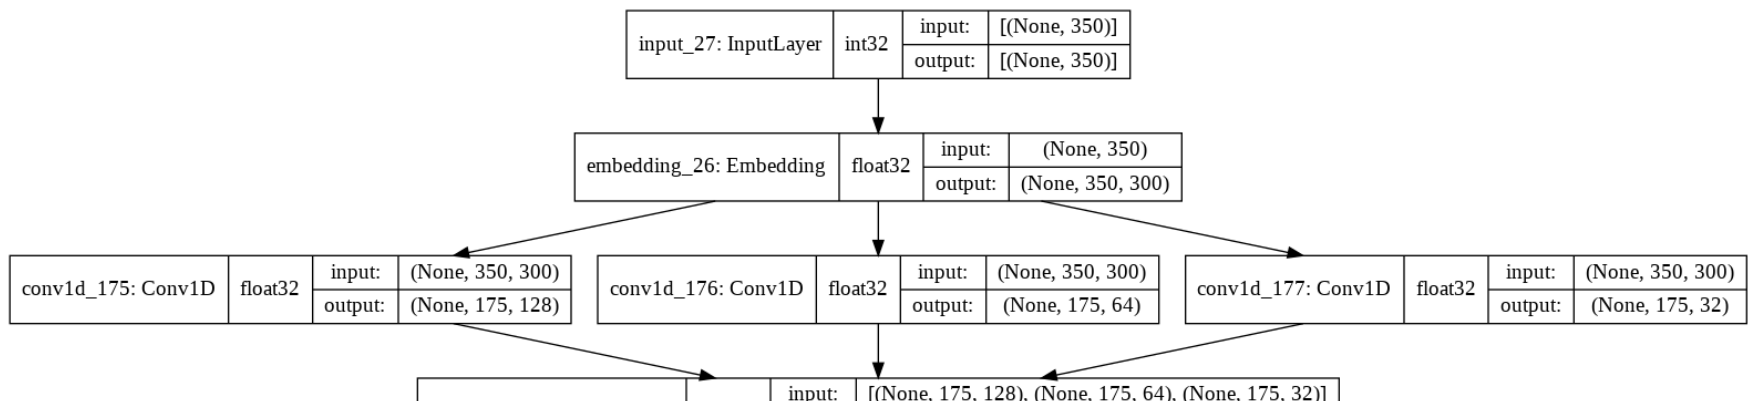 input_27: InputLayer int32 input: [(None, 350)]
output: [(None, 350)]
embedding_26: Embedding float32 input: (None, 350)
output: (None, 350, 300)
conv1d_175: Conv1D float32 input: (None, 350, 300)
output: (None, 175, 128)
conv1d_176: Conv1D float32 input: (None, 350, 300)
output: (None, 175, 64)
conv1d_177: Conv1D float32 input: (None, 350, 300)
output: (None, 175, 32)
input: [(None, 175, 128), (None, 175, 64), (None, 175, 32)]